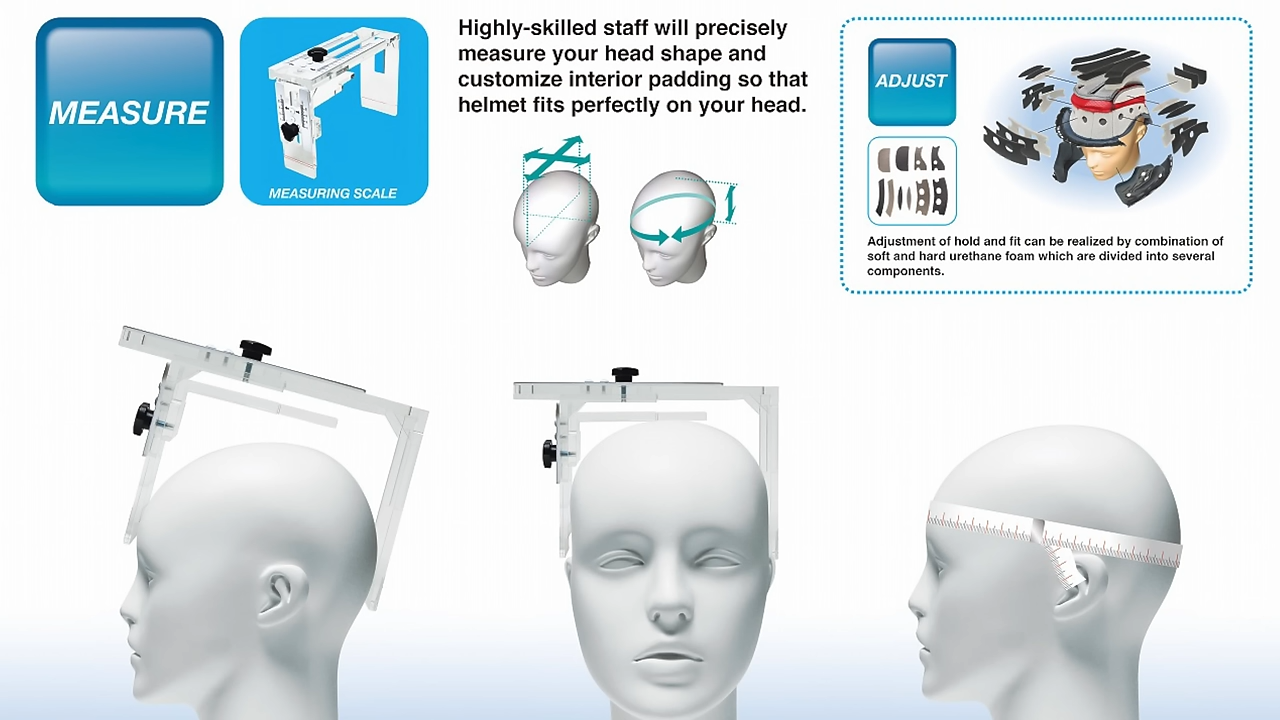 MEASURE
MEASURING SCALE
Highly-skilled staff will precisely
measure your head shape and
customize interior padding so that
helmet fits perfectly on your head.
ADJUST
Adjustment of hold and fit can be realized by combination of
soft and hard urethane foam which are divided into several
components.